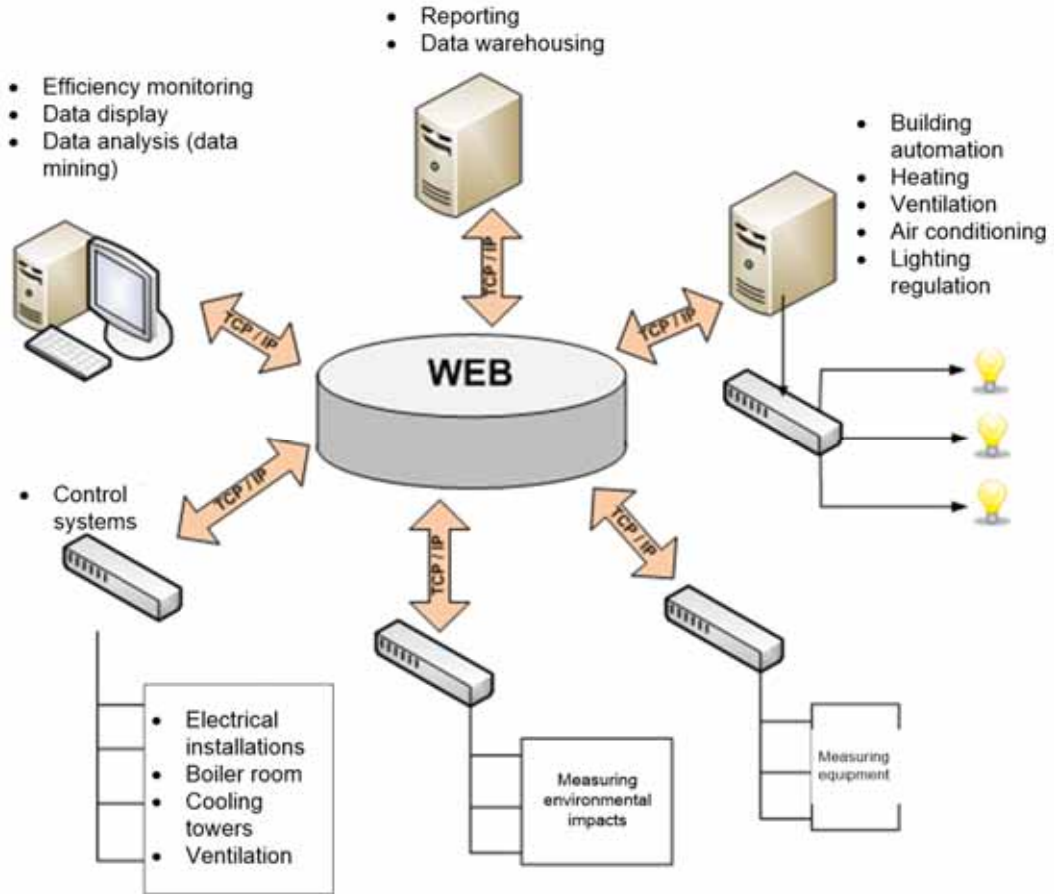 • Reporting
• Data warehousing
• Efficiency monitoring
• Data display
• Data analysis (data
mining)
• Building
automation
• Heating
• Ventilation
• Air conditioning
• Lighting
regulation
TCP / IP
TCP / IP
TCP / IP
WEB
• Control
systems
TCP / IP
TCP / IP
TCP / IP
• Electrical
installations
• Boiler room
• Cooling
towers
• Ventilation
Measuring
environmental
impacts
Measuring
equipment